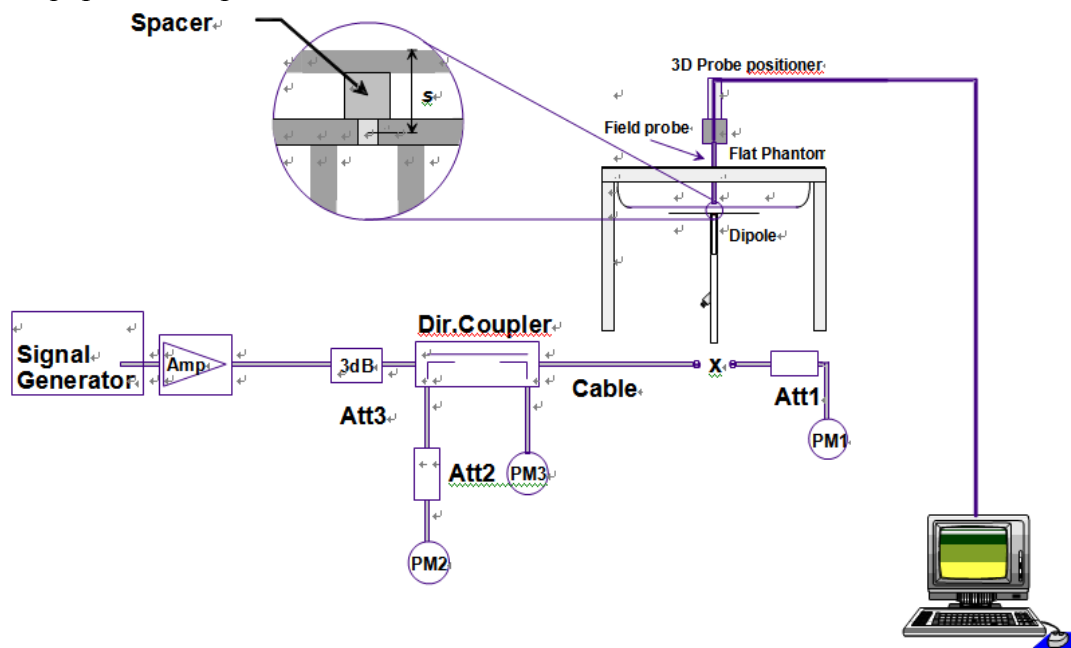 Spacer
s
3D Probe positioner
Field probe
Flat Phantom
Dipole
Signal
Generator
Amp
3dB
Dir.Coupler
Cable
x
Att1
PM1
Att3
Att2
PM3
PM2